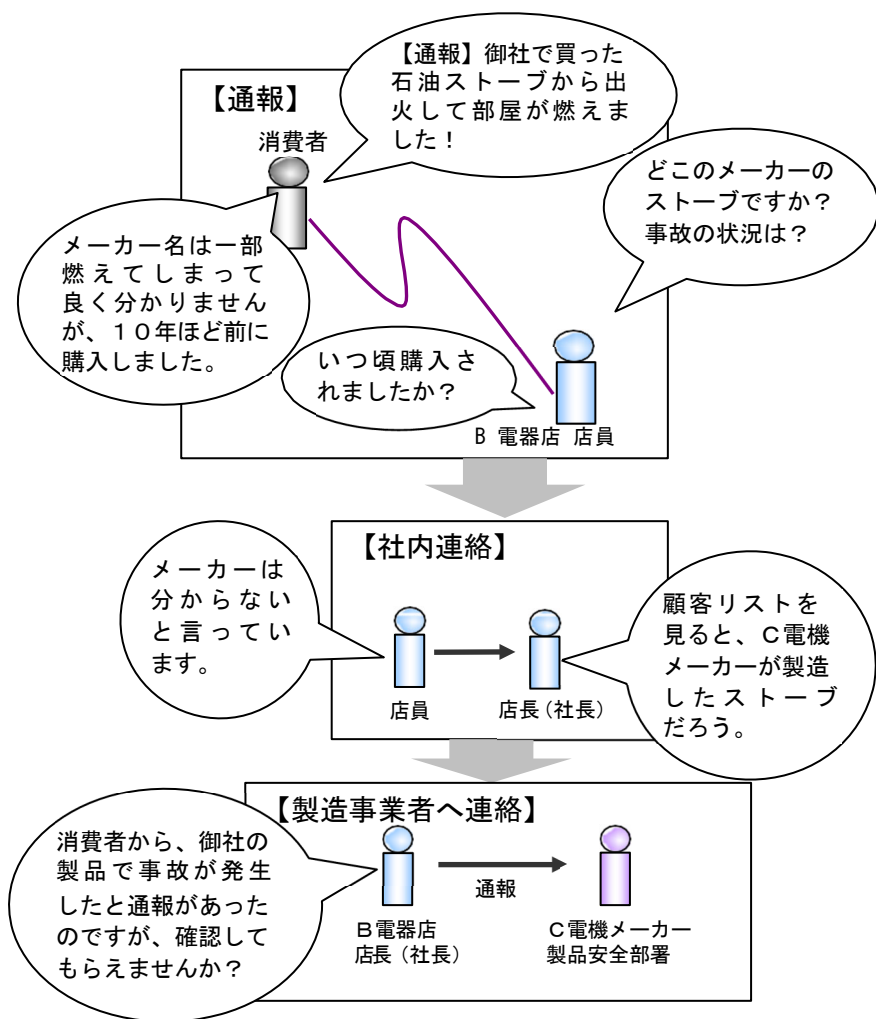 【通報】
消費者
【通報】御社で買った
石油ストーブから出
火して部屋が燃えま
した！
どこのメーカーの
ストーブですか？
事故の状況は？
メーカー名は一部
燃えてしまって
良く分かりません
が、１０年ほど前に
購入しました。
いつ頃購入さ
れましたか？
B 電器店 店員
【社内連絡】
メーカーは
分からない
と言ってい
ます。
顧客リストを
見ると、Ｃ電機
メーカーが製造
したストーブ
だろう。
店員
店長（社長）
【製造事業者へ連絡】
消費者から、御社の
製品で事故が発生
したと通報があった
のですが、確認して
もらえませんか？
通報
Ｂ電器店
店長（社長）
Ｃ電機メーカー
製品安全部署